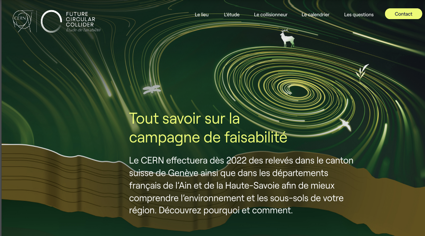 CERN
FUTURE
CIRCULAR
COLLIDER
Étude de faisabilité
Le lieu
L'étude
Le collisionneur
Le calendrier
Les questions
Contact
Tout savoir sur la
campagne de faisabilité
Le CERN effectuera dès 2022 des relevés dans le canton
suisse de Genève ainsi que dans les départements
français de l'Ain et de la Haute-Savoie afin de mieux
comprendre l'environnement et les sous-sols de votre
région. Découvrez pourquoi et comment.